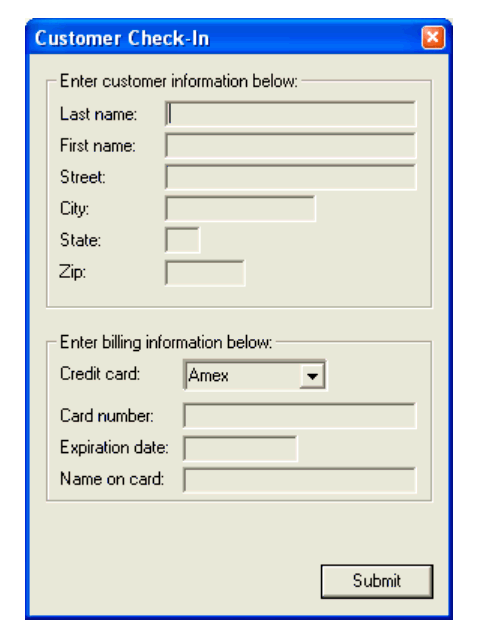 Customer Check-In
Enter customer information below:
Last name:
First name:
Street:
City:
State:
Zip:
Enter billing information below:
Credit card: Amex
Card number:
Expiration date:
Name on card:
Submit